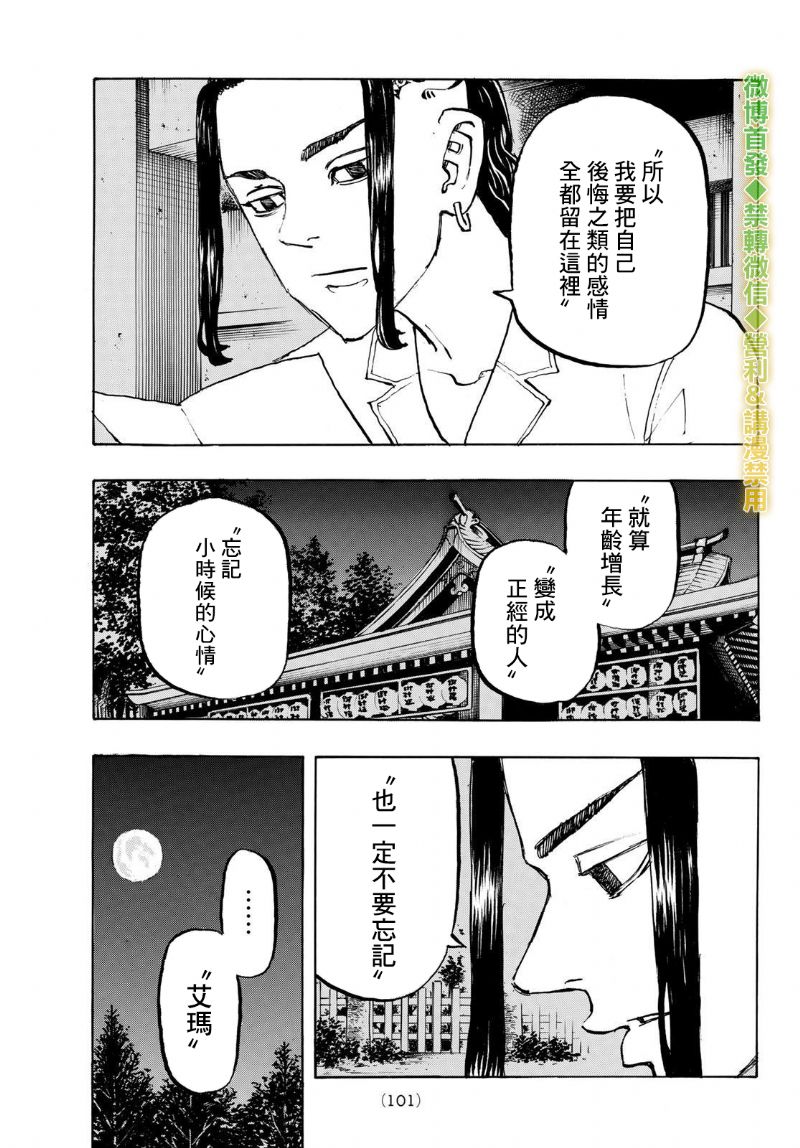 〝所以
我要把自己
後悔之類的感情
全都留在這裡〞
〝就算
年齡增長〞
〝變成
正經的人〞
〝忘記
小時候的心情〞
〝也一定不要忘記〞
……
〝艾瑪〞
(101)
微博首發◆禁轉微信◆營利&講漫禁用